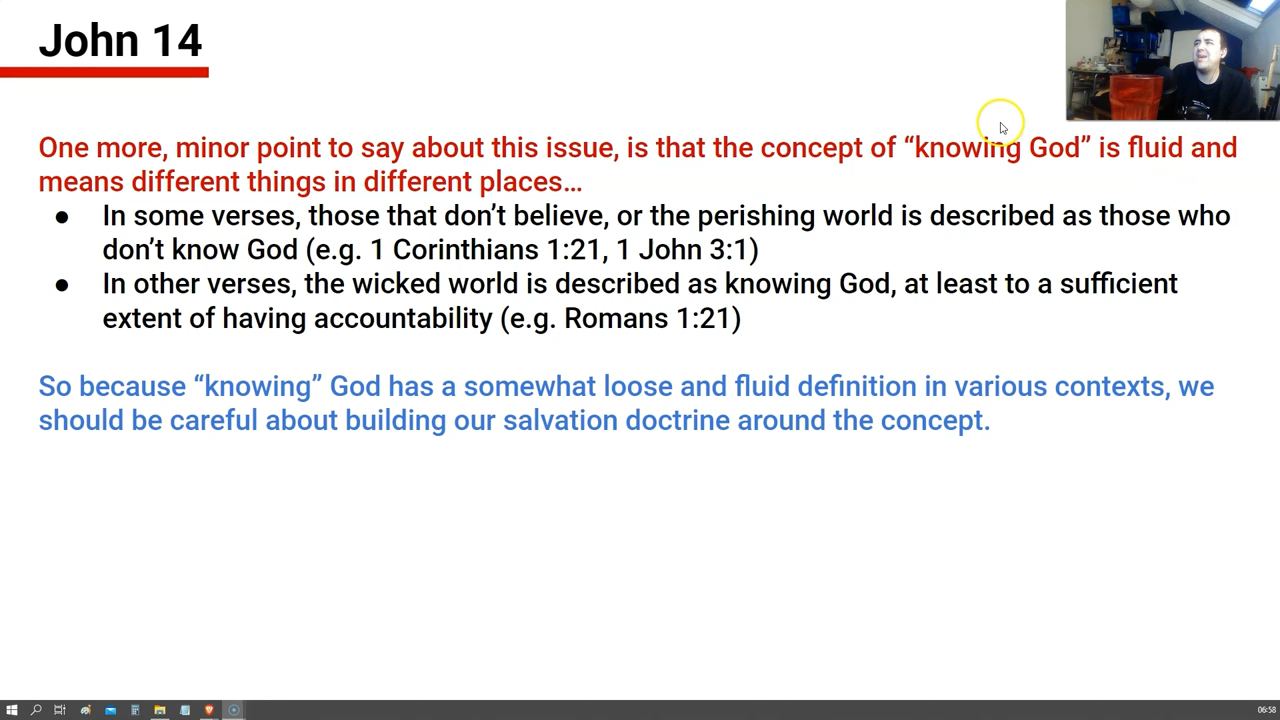 John 14
One more, minor point to say about this issue, is that the concept of “knowing God” is fluid and
means different things in different places…
● In some verses, those that don’t believe, or the perishing world is described as those who
don’t know God (e.g. 1 Corinthians 1:21, 1 John 3:1)
● In other verses, the wicked world is described as knowing God, at least to a sufficient
extent of having accountability (e.g. Romans 1:21)
So because “knowing” God has a somewhat loose and fluid definition in various contexts, we
should be careful about building our salvation doctrine around the concept.
06:58